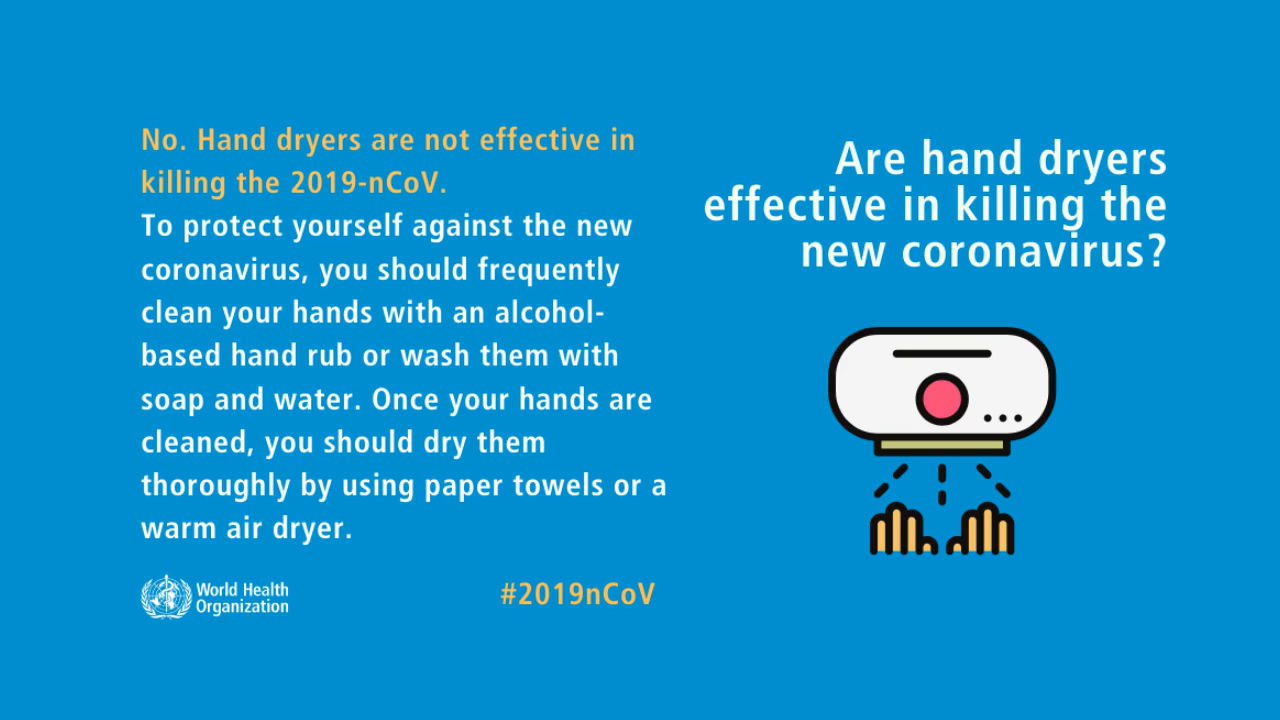 No. Hand dryers are not effective in
killing the 2019-nCoV.
To protect yourself against the new
coronavirus, you should frequently
clean your hands with an alcohol-
based hand rub or wash them with
soap and water. Once your hands are
cleaned, you should dry them
thoroughly by using paper towels or a
warm air dryer.
World Health
Organization
#2019nCoV
Are hand dryers
effective in killing the
new coronavirus?